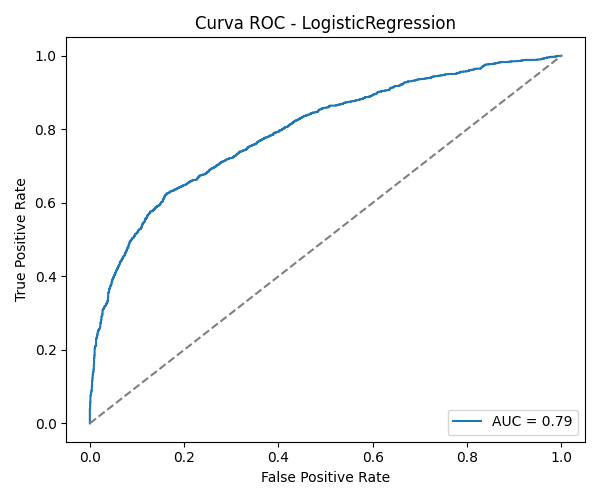 Curva ROC - LogisticRegression
True Positive Rate
1.0
0.8
0.6
0.4
0.2
0.0
AUC = 0.79
0.0 0.2 0.4 0.6 0.8 1.0
False Positive Rate